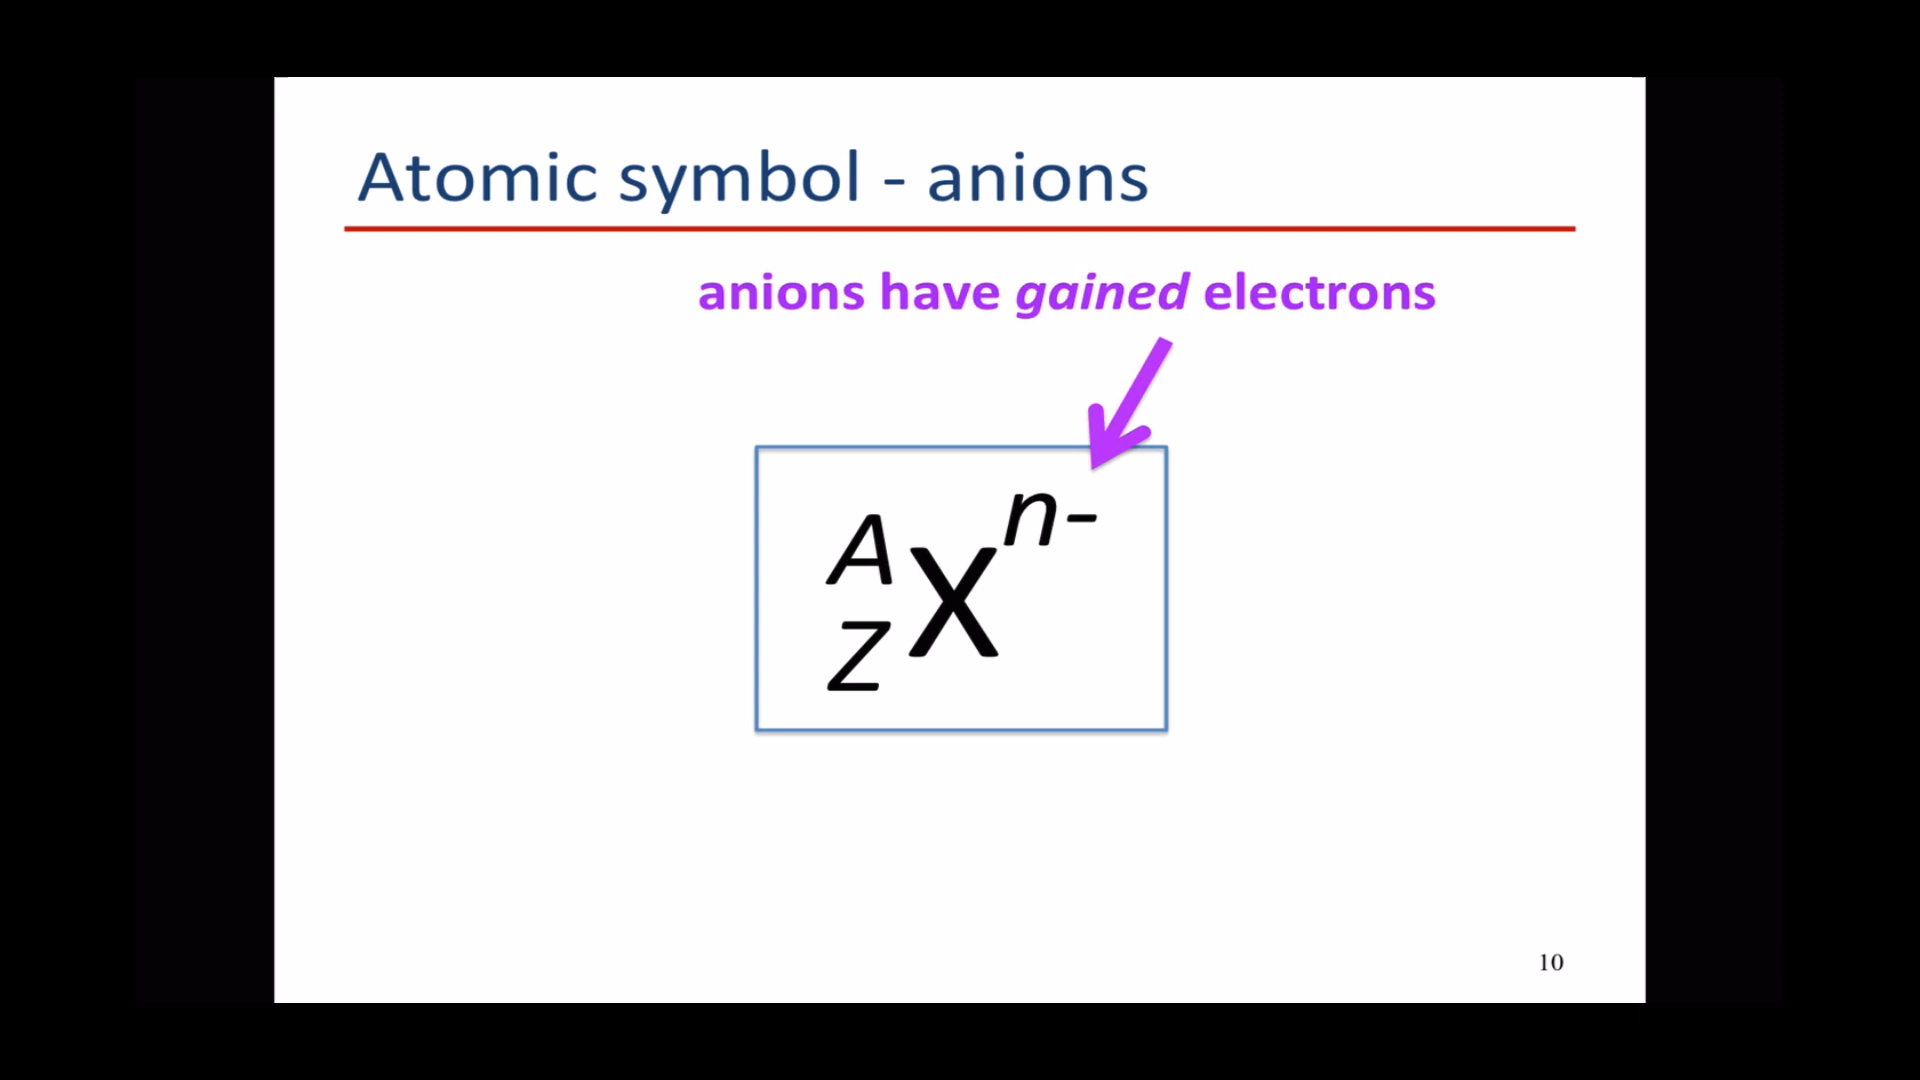 Atomic symbol - anions
anions have gained electrons
A
Z
X
n-
10